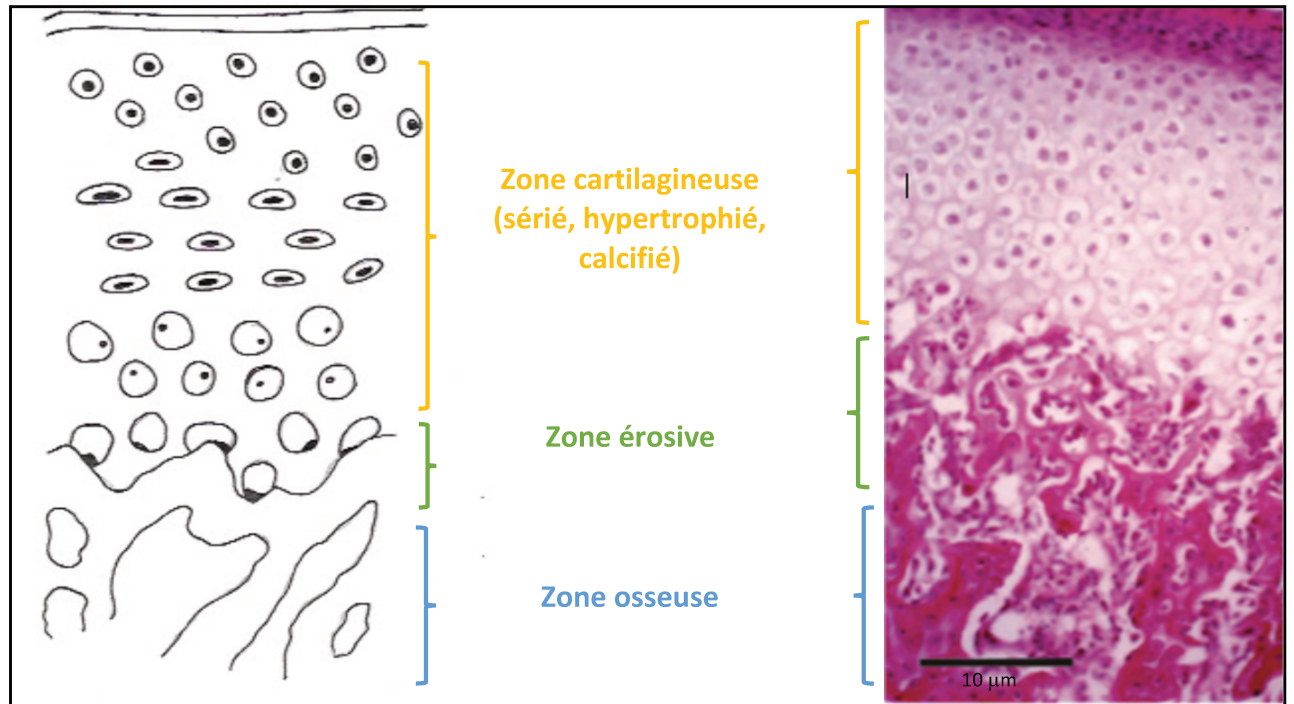 Zone cartilagineuse
(sérié, hypertrophié,
calcifié)
Zone érosive
Zone osseuse
10 µm